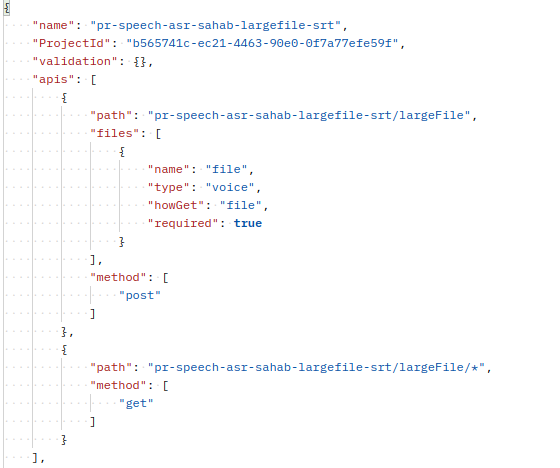 {
"name": "pr-speech-asr-sahab-largefile-srt",
"ProjectId": "b565741c-ec21-4463-90e0-0f7a77efe59f",
"validation": {},
"apis": [
{
"path": "pr-speech-asr-sahab-largefile-srt/largeFile",
"files": [
{
"name": "file",
"type": "voice",
"howGet": "file",
"required": true
}
],
"method": [
"post"
]
},
{
"path": "pr-speech-asr-sahab-largefile-srt/largeFile/*",
"method": [
"get"
]
}
],